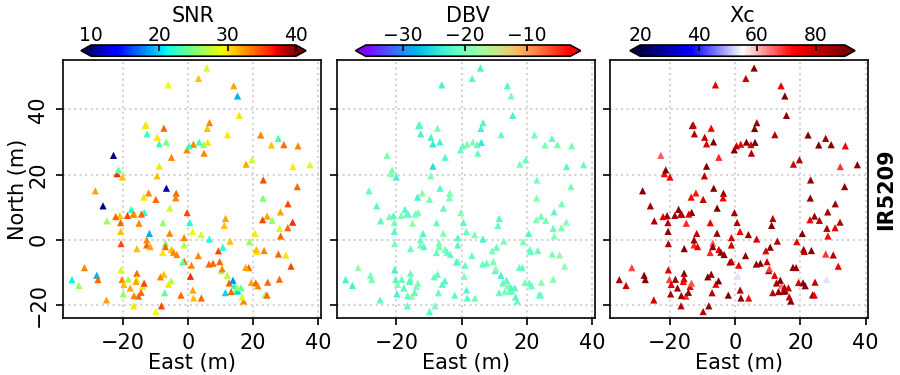 SNR DBV Xc
10 20 30 40 −30 −20 −10 20 40 60 80
North (m)
40
20
0
−20
IR5209
−20 0 20 40 −20 0 20 40 −20 0 20 40
East (m) East (m) East (m)